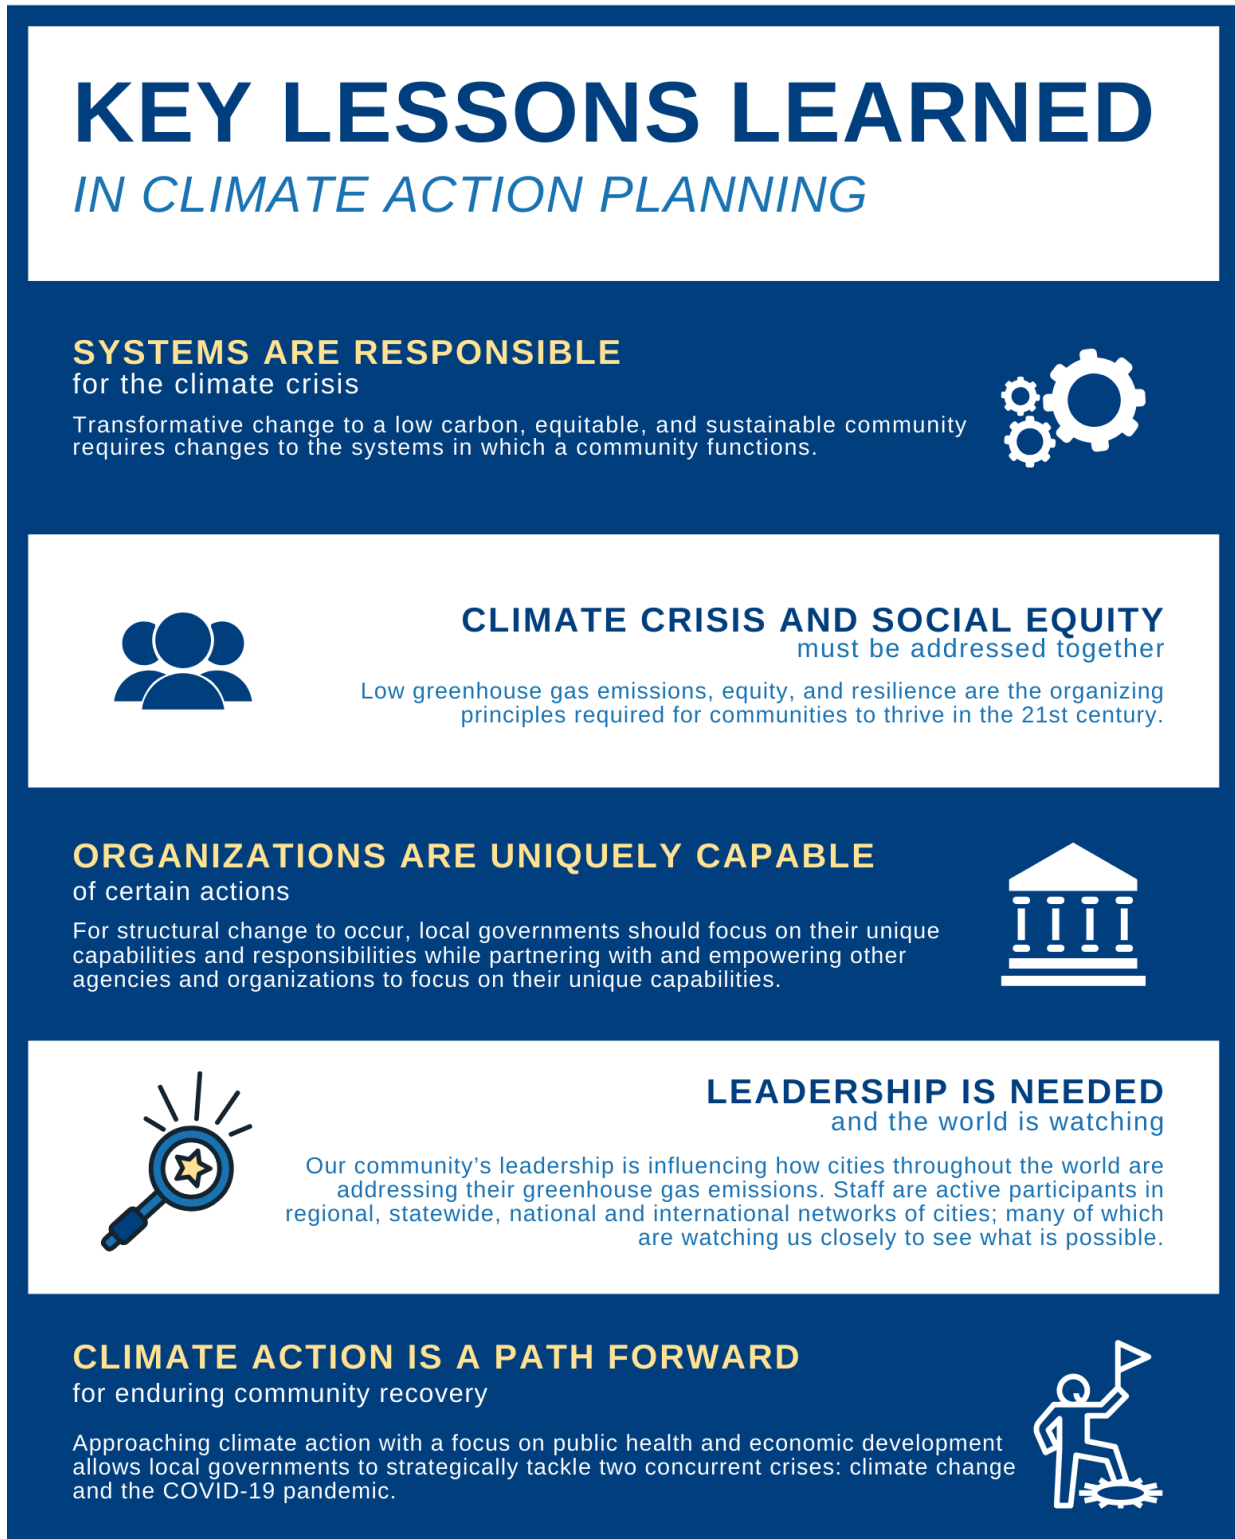 KEY LESSONS LEARNED
IN CLIMATE ACTION PLANNING
SYSTEMS ARE RESPONSIBLE
for the climate crisis
Transformative change to a low carbon, equitable, and sustainable community
requires changes to the systems in which a community functions.
CLIMATE CRISIS AND SOCIAL EQUITY
must be addressed together
Low greenhouse gas emissions, equity, and resilience are the organizing
principles required for communities to thrive in the 21st century.
ORGANIZATIONS ARE UNIQUELY CAPABLE
of certain actions
For structural change to occur, local governments should focus on their unique
capabilities and responsibilities while partnering with and empowering other
agencies and organizations to focus on their unique capabilities.
LEADERSHIP IS NEEDED
and the world is watching
Our community’s leadership is influencing how cities throughout the world are
addressing their greenhouse gas emissions. Staff are active participants in
regional, statewide, national and international networks of cities; many of which
are watching us closely to see what is possible.
CLIMATE ACTION IS A PATH FORWARD
for enduring community recovery
Approaching climate action with a focus on public health and economic development
allows local governments to strategically tackle two concurrent crises: climate change
and the COVID-19 pandemic.